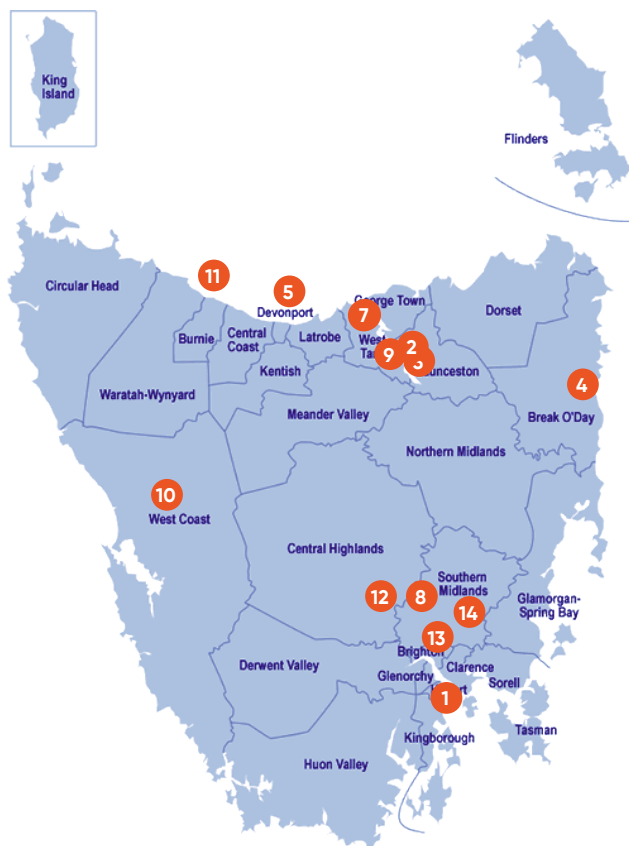 King
Island
Flinders
Circular Head
11
5
Devonport
George Town
7
Dorset
Burnie
Central
Coast
Latrobe
West
2
9
3
Kentish
4
Waratah-Wynyard
Meander Valley
Break O'Day
Northern Midlands
10
West Coast
Central Highlands
Southern
Midlands
12
8
14
Glamorgan-
Spring Bay
13
Brighton
Derwent Valley
Glenorchy
Clarence
Sorell
1
Tasman
Kingborough
Huon Valley